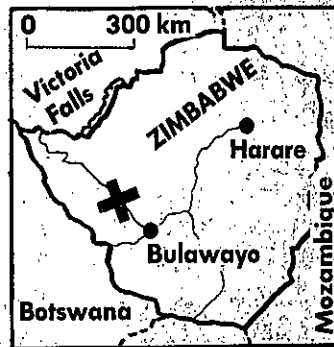 0 300 km
Victoria
Falls
ZIMBABWE
Harare
Bulawayo
Botswana
Mozambique